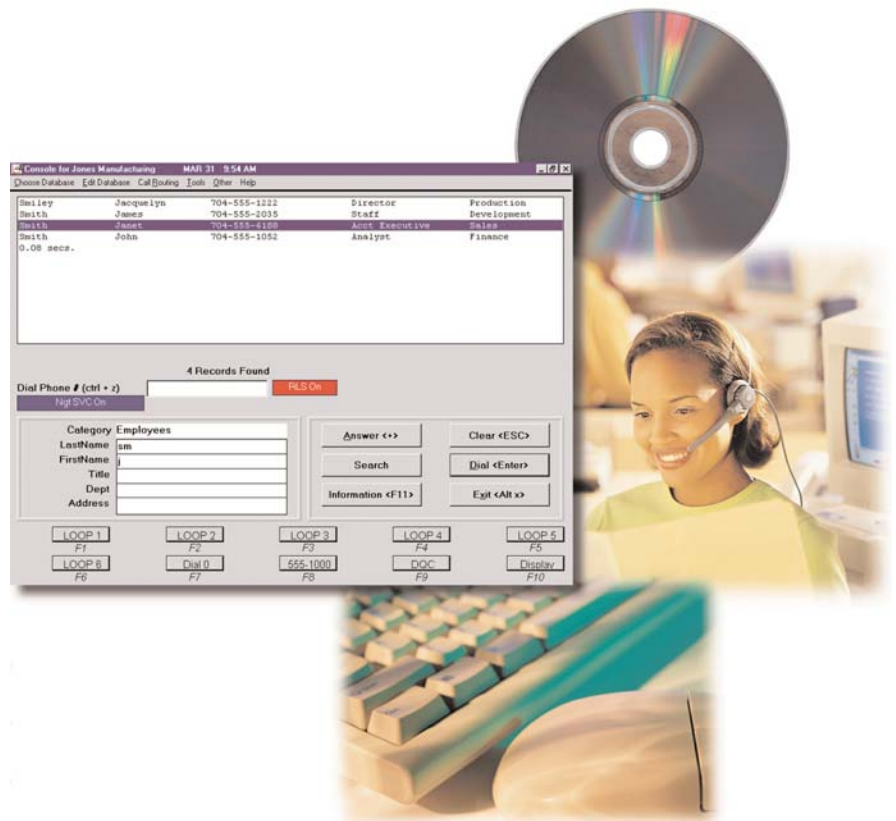 Console for Jones Manufacturing MAR 31 9:54 AM
Choose Database Edit Database Call Routing Tools Other Help
Smiley Jacquelyn 704-555-1222 Director Production
Smith James 704-555-2035 Staff Development
Smith Janet 704-555-6180 Acct Executive Sales
Smith John 704-555-1052 Analyst Finance
0.08 secs.
4 Records Found
Dial Phone # (ctrl + z) RLS On
Ngt SVC On
Category Employees
LastName sm
FirstName j
Title
Dept
Address
Answer <+> Clear <ESC>
Search Dial <Enter>
Information <F11> Exit <Alt x>
LOOP 1 LOOP 2 LOOP 3 LOOP 4 LOOP 5
F1 F2 F3 F4 F5
LOOP 6 Dial 0 555-1000 DQC Display
F6 F7 F8 F9 F10